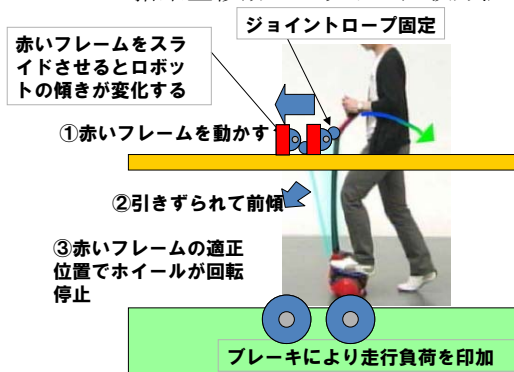 ジョイントロープ固定
赤いフレームをスラ
イドさせるとロボッ
トの傾きが変化する
①赤いフレームを動かす
②引きずられて前傾
③赤いフレームの適正
位置でホイールが回転
停止
ブレーキにより走行負荷を印加